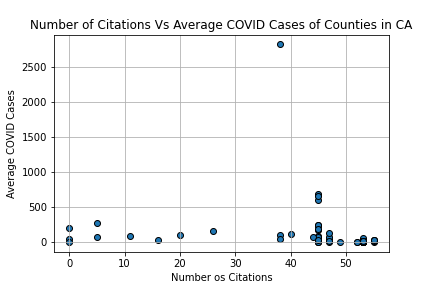 Number of Citations Vs Average COVID Cases of Counties in CA
Average COVID Cases
2500
2000
1500
1000
500
0
0 10 20 30 40 50
Number os Citations